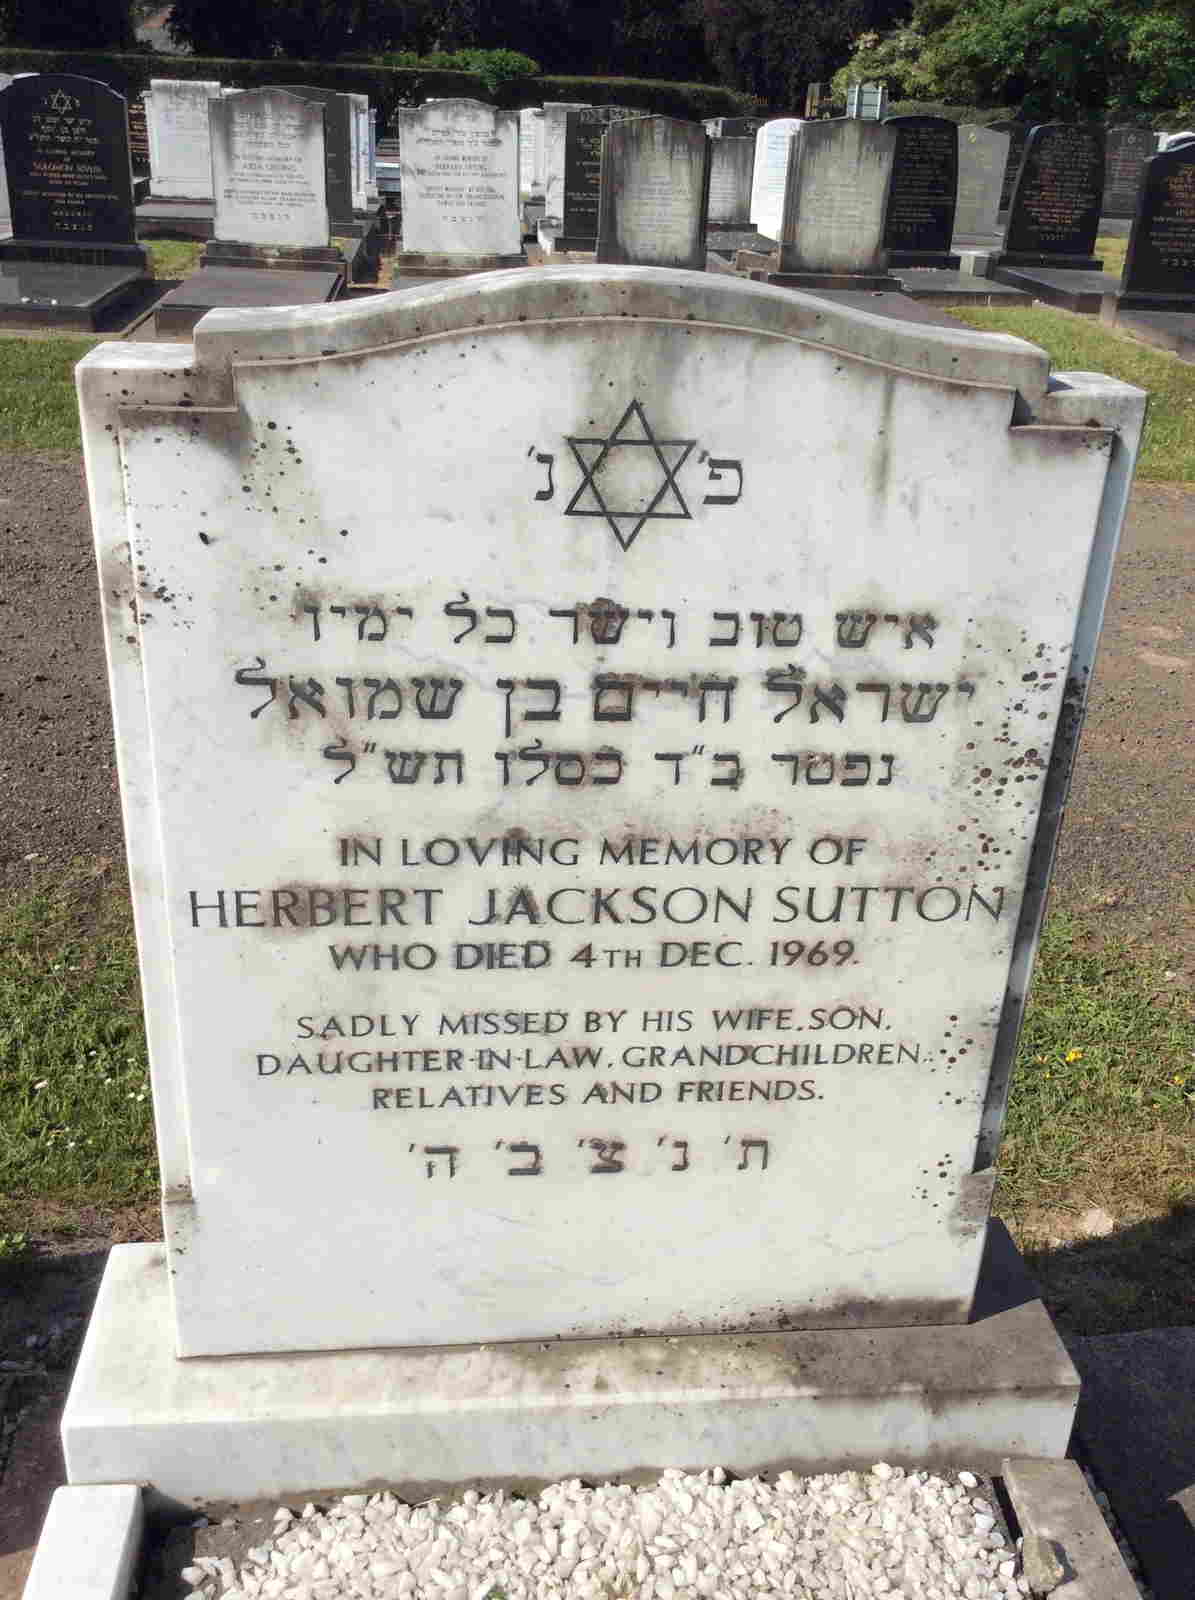 פ' נ'
איש טוב וישר כל ימיו
ישראל חיים בן שמואל
נפטר ב"ד כסלו תש"ל
IN LOVING MEMORY OF
HERBERT JACKSON SUTTON
WHO DIED 4TH DEC. 1969.
SADLY MISSED BY HIS WIFE, SON,
DAUGHTER-IN-LAW, GRANDCHILDREN,
RELATIVES AND FRIENDS.
ת' נ' צ' ב' ה'